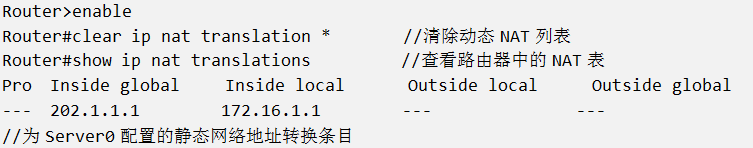 Router>enable
Router#clear ip nat translation * //清除动态 NAT 列表
Router#show ip nat translations //查看路由器中的 NAT 表
Pro Inside global Inside local Outside local Outside global
--- 202.1.1.1 172.16.1.1 --- ---
//为 Server0 配置的静态网络地址转换条目